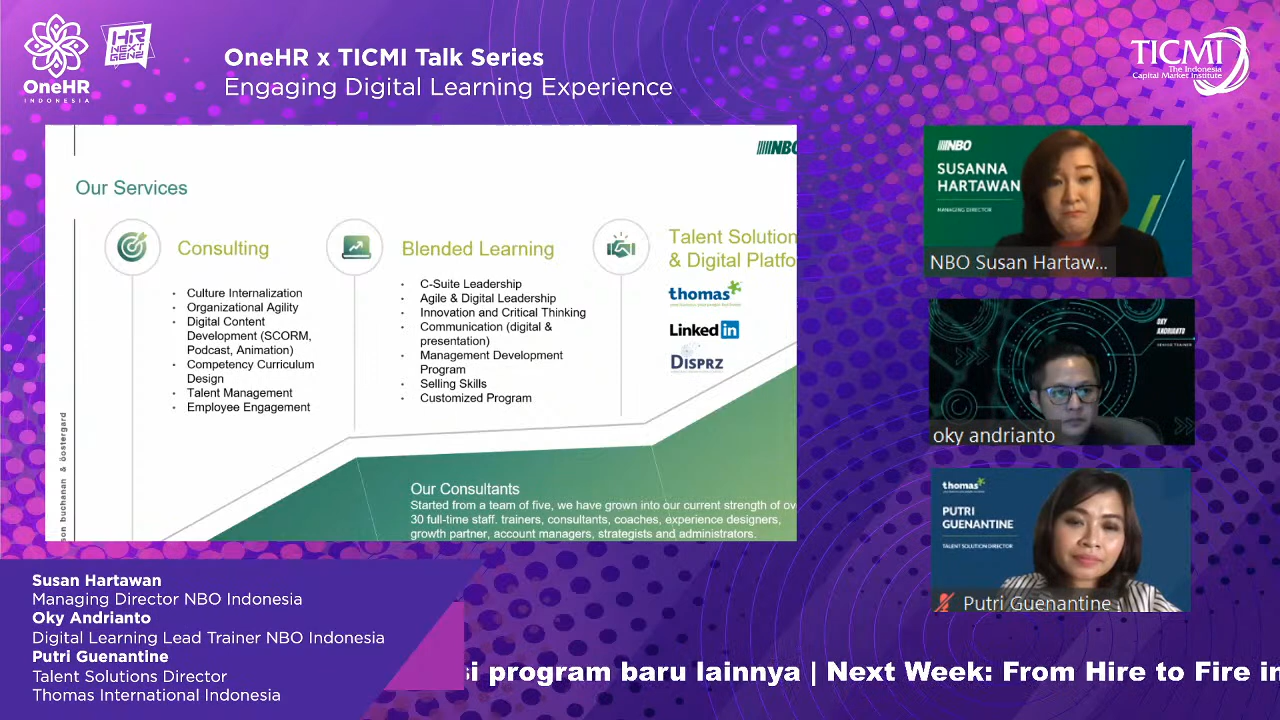 OneHR
INDONESIA
HR
NEXT
GEN
OneHR x TICMI Talk Series
Engaging Digital Learning Experience
TICMI
The Indonesia
Capital Market Institute
NBO
Our Services
Consulting
• Culture Internalization
• Organizational Agility
• Digital Content
Development (SCORM,
Podcast, Animation)
• Competency Curriculum
Design
• Talent Management
• Employee Engagement
Blended Learning
• C-Suite Leadership
• Agile & Digital Leadership
• Innovation and Critical Thinking
• Communication (digital &
presentation)
• Management Development
Program
• Selling Skills
• Customized Program
Talent Solution
& Digital Platfo
thomas
LinkedIn
DISPRZ
son buchanan & öostergard
Our Consultants
Started from a team of five, we have grown into our current strength of ov
30 full-time staff. trainers, consultants, coaches, experience designers,
growth partner, account managers, strategists and administrators.
NBO
SUSANNA
HARTAWAN
MANAGING DIRECTOR
NBO Susan Hartaw...
OKY
ANDRIANTO
SENIOR TRAINER
oky andrianto
thomas
PUTRI
GUENANTINE
TALENT SOLUTION DIRECTOR
Putri Guenantine
Susan Hartawan
Managing Director NBO Indonesia
Oky Andrianto
Digital Learning Lead Trainer NBO Indonesia
Putri Guenantine
Talent Solutions Director
Thomas International Indonesia
si program baru lainnya | Next Week: From Hire to Fire in